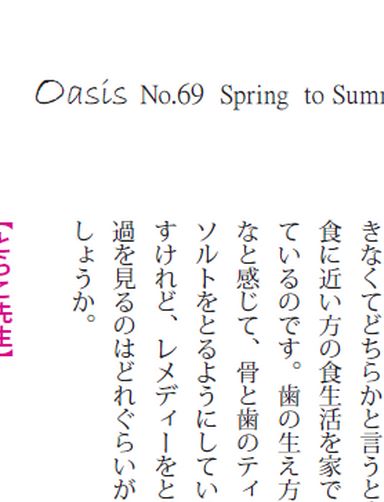 Oasis No.69 Spring to Summ
きなくてどちらかと言うと
食に近い方の食生活を家で
ているのです。歯の生え方
なと感じて、骨と歯のティ
ソルトをとるようにしてい
すけれど、レメディーをと
過を見るのはどれぐらいが
しょうか。